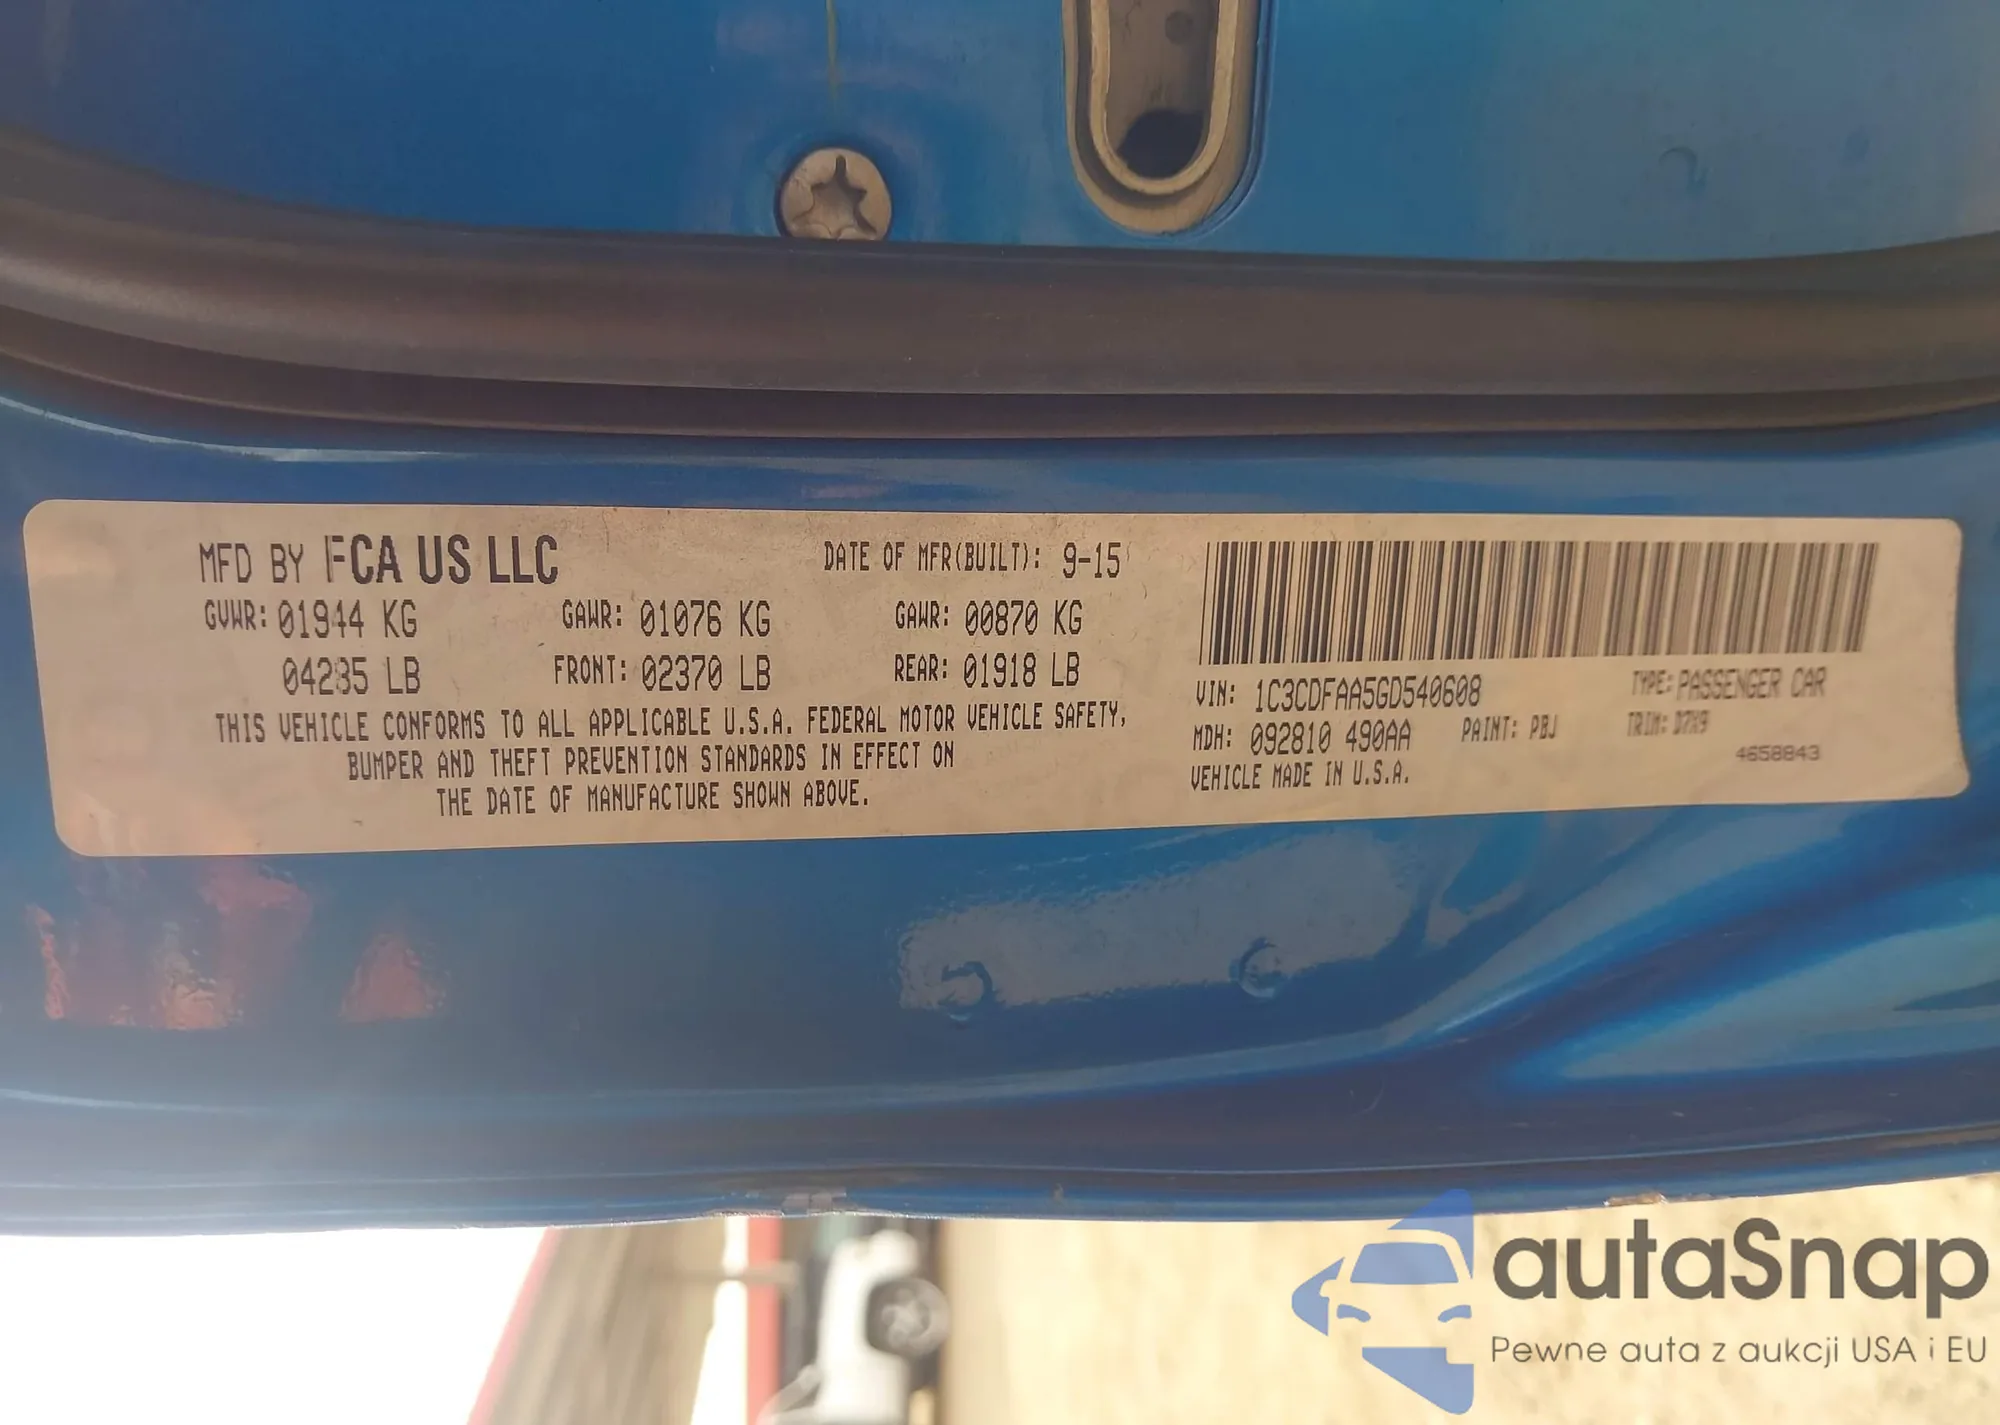 MFD BY FCA US LLC DATE OF MFR(BUILT): 9-15
GVWR: 01944 KG GAWR: 01076 KG GAWR: 00870 KG
04285 LB FRONT: 02370 LB REAR: 01918 LB
THIS VEHICLE CONFORMS TO ALL APPLICABLE U.S.A. FEDERAL MOTOR VEHICLE SAFETY,
BUMPER AND THEFT PREVENTION STANDARDS IN EFFECT ON
THE DATE OF MANUFACTURE SHOWN ABOVE.
VIN: 1C3CDFAA5GD540608 TYPE: PASSENGER CAR
MDH: 092810 490AA PAINT: PBJ TRIM: D7X9
VEHICLE MADE IN U.S.A. 4658843
autaSnap
Pewne auta z aukcji USA i EU